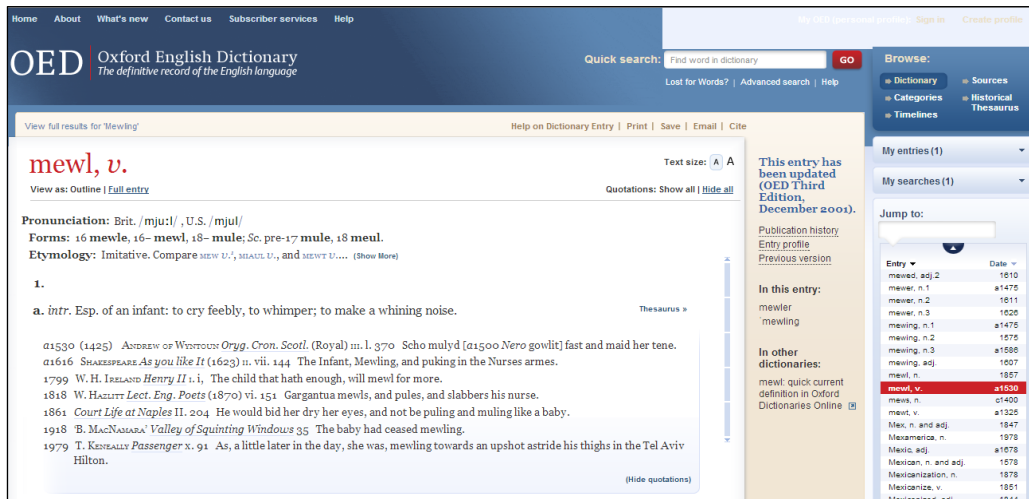 Home About What's new Contact us Subscriber services Help
My OED (personal profile): Sign in Create profile
OED Oxford English Dictionary
The definitive record of the English language
Quick search: Find word in dictionary GO
Lost for Words? | Advanced search | Help
Browse:
Dictionary Sources
Categories Historical Thesaurus
Timelines
My entries (1)
My searches (1)
View full results for 'Mewling'
Help on Dictionary Entry | Print | Save | Email | Cite
mewl, v.
Text size: A A
View as: Outline | Full entry
Quotations: Show all | Hide all
Pronunciation: Brit. /mjuːl/ , U.S. /mjul/
Forms: 16 mewle, 16– mewl, 18– mule; Sc. pre-17 mule, 18 meul.
Etymology: Imitative. Compare MEW v.², MIAUL v., and MEWT v.... (Show More)
1.
a. intr. Esp. of an infant: to cry feebly, to whimper; to make a whining noise.
Thesaurus »
a1530 (1425) ANDREW OF WYNTOUN Oryg. Cron. Scotl. (Royal) III. l. 370 Scho mulyd [a1500 Nero gowlit] fast and maid her tene.
a1616 SHAKESPEARE As you like It (1623) II. vii. 144 The Infant, Mewling, and puking in the Nurses armes.
1799 W. H. IRELAND Henry II I. i, The child that hath enough, will mewl for more.
1818 W. HAZLITT Lect. Eng. Poets (1870) vi. 151 Gargantua mewls, and pules, and slabbers his nurse.
1861 Court Life at Naples II. 204 He would bid her dry her eyes, and not be puling and muling like a baby.
1918 'B. MACNAMARA' Valley of Squinting Windows 35 The baby had ceased mewling.
1979 T. KENEALLY Passenger x. 91 As, a little later in the day, she was, mewling towards an upshot astride his thighs in the Tel Aviv
Hilton.
(Hide quotations)
This entry has
been updated
(OED Third
Edition,
December 2001).
Publication history
Entry profile
Previous version
In this entry:
mewler
ˈmewling
In other
dictionaries:
mewl: quick current
definition in Oxford
Dictionaries Online
Jump to:
Entry Date
mewed, adj.2 1610
mewer, n.1 a1475
mewer, n.2 1611
mewer, n.3 1626
mewing, n.1 a1475
mewing, n.2 1575
mewing, n.3 a1586
mewing, adj. 1607
mewl, n. 1857
mewl, v. a1530
mews, n. c1400
mewt, v. a1325
Mex, n. and adj. 1847
Mexamerica, n. 1978
Mexic, adj. a1678
Mexican, n. and adj. 1578
Mexicanization, n. 1878
Mexicanize, v. 1851